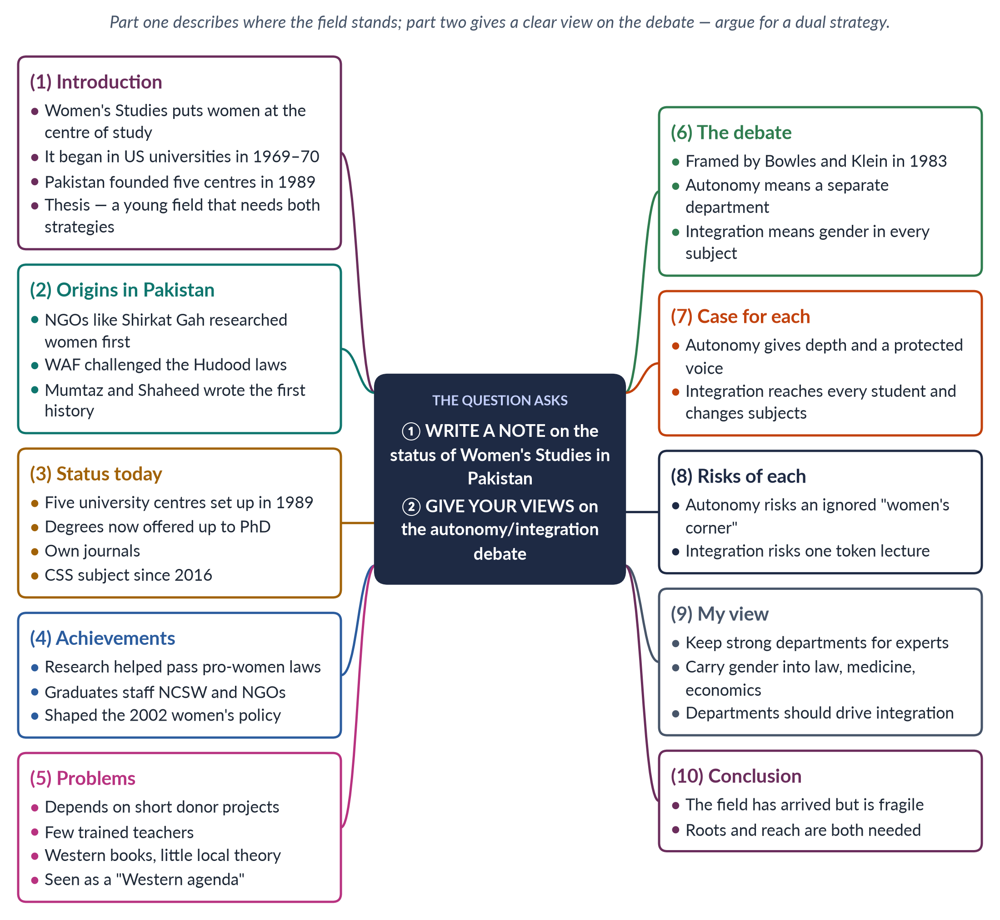 Part one describes where the field stands; part two gives a clear view on the debate — argue for a dual strategy.
(1) Introduction
● Women's Studies puts women at the
centre of study
● It began in US universities in 1969–70
● Pakistan founded five centres in 1989
● Thesis — a young field that needs both
strategies
(2) Origins in Pakistan
● NGOs like Shirkat Gah researched
women first
● WAF challenged the Hudood laws
● Mumtaz and Shaheed wrote the first
history
(3) Status today
● Five university centres set up in 1989
● Degrees now offered up to PhD
● Own journals
● CSS subject since 2016
(4) Achievements
● Research helped pass pro-women laws
● Graduates staff NCSW and NGOs
● Shaped the 2002 women's policy
(5) Problems
● Depends on short donor projects
● Few trained teachers
● Western books, little local theory
● Seen as a "Western agenda"
THE QUESTION ASKS
① WRITE A NOTE on the
status of Women's Studies in
Pakistan
② GIVE YOUR VIEWS on
the autonomy/integration
debate
(6) The debate
● Framed by Bowles and Klein in 1983
● Autonomy means a separate
department
● Integration means gender in every
subject
(7) Case for each
● Autonomy gives depth and a protected
voice
● Integration reaches every student and
changes subjects
(8) Risks of each
● Autonomy risks an ignored "women's
corner"
● Integration risks one token lecture
(9) My view
● Keep strong departments for experts
● Carry gender into law, medicine,
economics
● Departments should drive integration
(10) Conclusion
● The field has arrived but is fragile
● Roots and reach are both needed